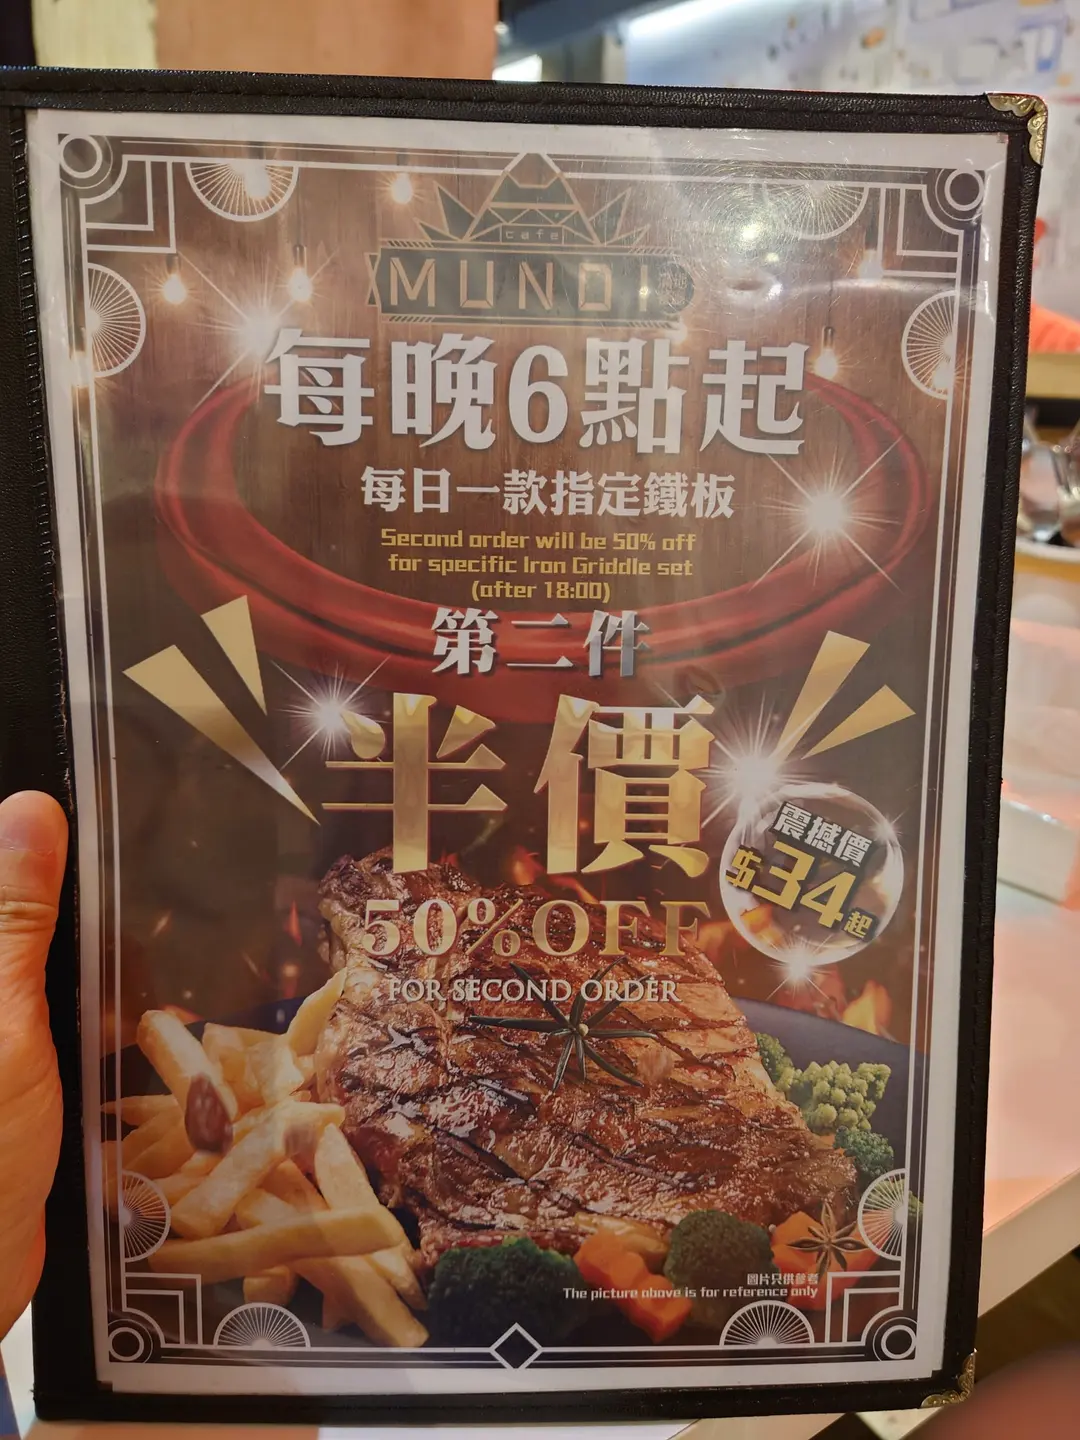 cafe
MUNDI
每晚6點起
每日一款指定鐵板
Second order will be 50% off
for specific Iron Griddle set
(after 18:00)
第二件
半價
震撼價
$34起
50% OFF
FOR SECOND ORDER
圖片只供參考
The picture above is for reference only